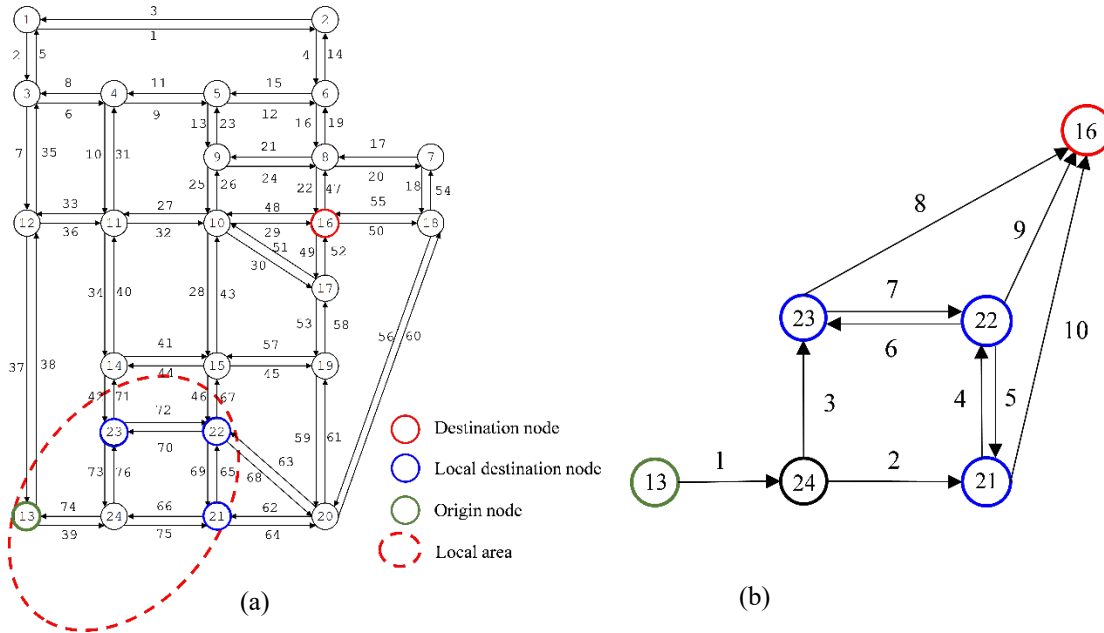 3
1 2
1
2 5 4 14
8 11 15
3 4 5 6
6 9 12
13 23 16 19
7 35 10 31 21 17
9 8 7
24 20
25 26 22 47 18 54
33 27 48 55
12 11 10 16 18
36 32 29 50
51 49 52
30 17
34 40 28 43
53 58 56 60
37 38 41 57
14 15 19
44 45
42 71 46 67
72
23 22
70 59 61
73 76 69 65 68 63
74 66 62
13 24 21 20
39 75 64
Destination node
Local destination node
Origin node
Local area
(a)
16
8
9
7
23 22 10
6
3 4 5
1 2
13 24 21
(b)